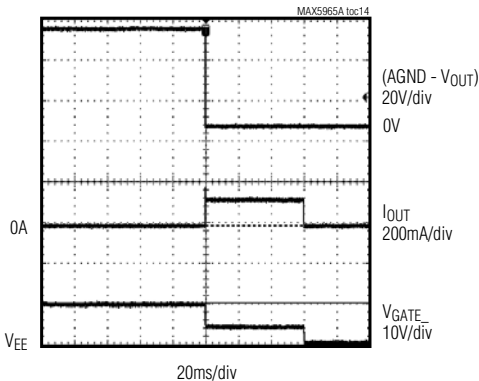 MAX5965A toc14
(AGND - VOUT)
20V/div
0V
0A
IOUT
200mA/div
VGATE_
10V/div
VEE
20ms/div